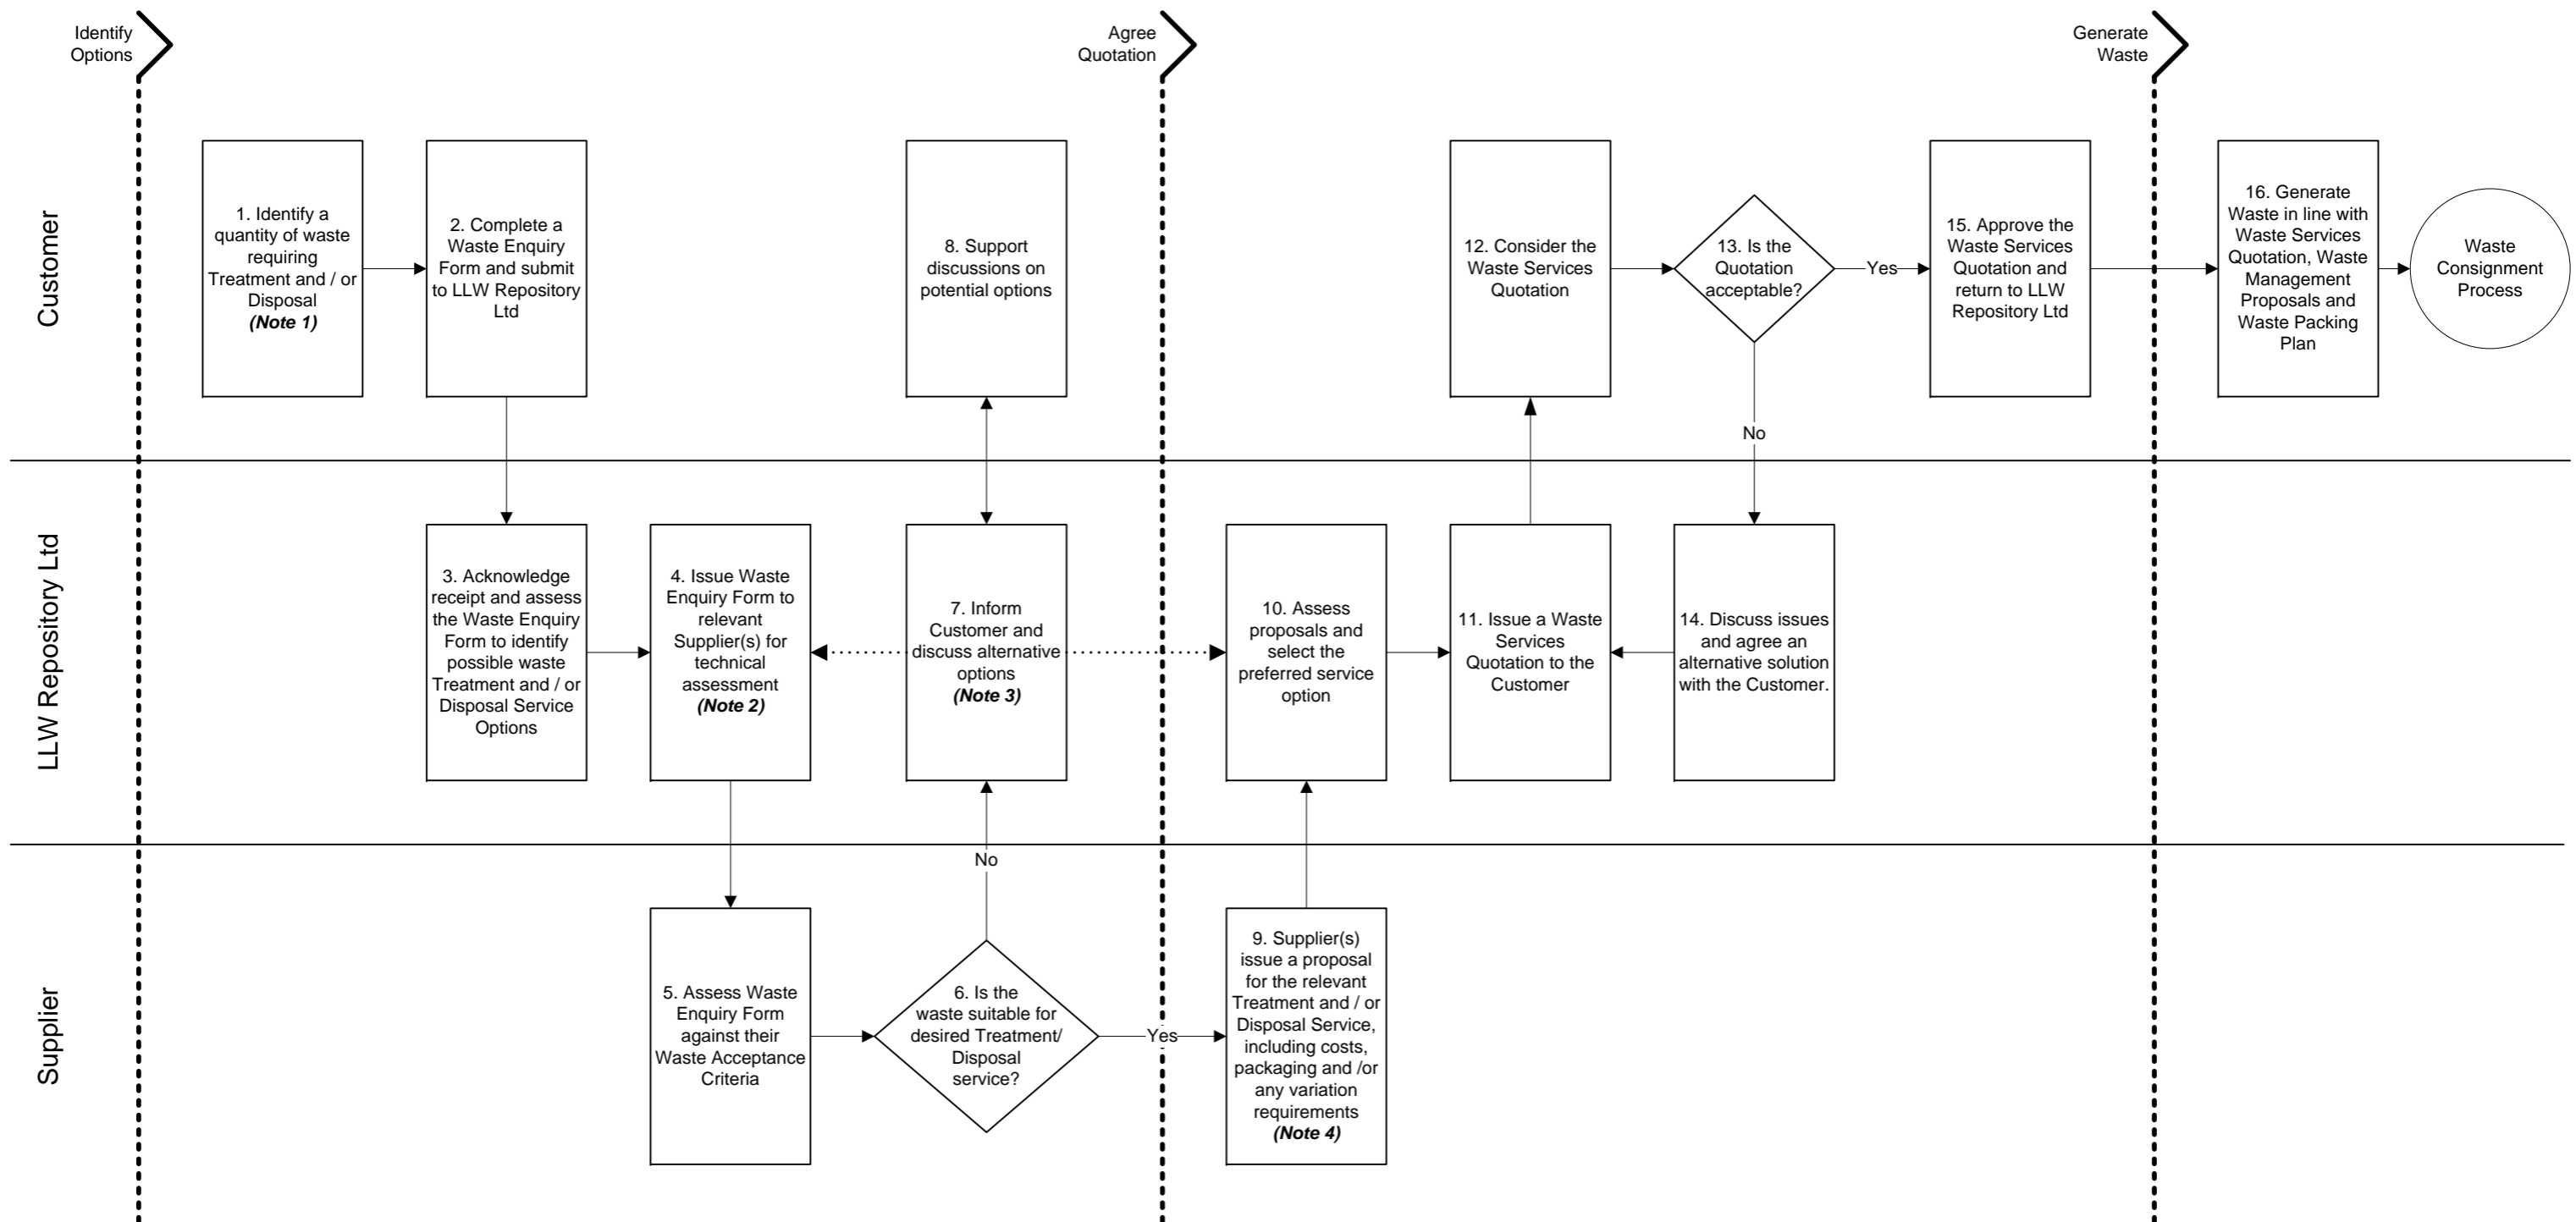 Identify
Options
Agree
Quotation
Generate
Waste
Customer
1. Identify a
quantity of waste
requiring
Treatment and / or
Disposal
(Note 1)
2. Complete a
Waste Enquiry
Form and submit
to LLW Repository
Ltd
8. Support
discussions on
potential options
12. Consider the
Waste Services
Quotation
13. Is the
Quotation
acceptable?
Yes
No
15. Approve the
Waste Services
Quotation and
return to LLW
Repository Ltd
16. Generate
Waste in line with
Waste Services
Quotation, Waste
Management
Proposals and
Waste Packing
Plan
Waste
Consignment
Process
LLW Repository Ltd
3. Acknowledge
receipt and assess
the Waste Enquiry
Form to identify
possible waste
Treatment and / or
Disposal Service
Options
4. Issue Waste
Enquiry Form to
relevant
Supplier(s) for
technical
assessment
(Note 2)
7. Inform
Customer and
discuss alternative
options
(Note 3)
10. Assess
proposals and
select the
preferred service
option
11. Issue a Waste
Services
Quotation to the
Customer
14. Discuss issues
and agree an
alternative solution
with the Customer.
Supplier
5. Assess Waste
Enquiry Form
against their
Waste Acceptance
Criteria
No
6. Is the
waste suitable for
desired Treatment/
Disposal
service?
Yes
9. Supplier(s)
issue a proposal
for the relevant
Treatment and / or
Disposal Service,
including costs,
packaging and /or
any variation
requirements
(Note 4)